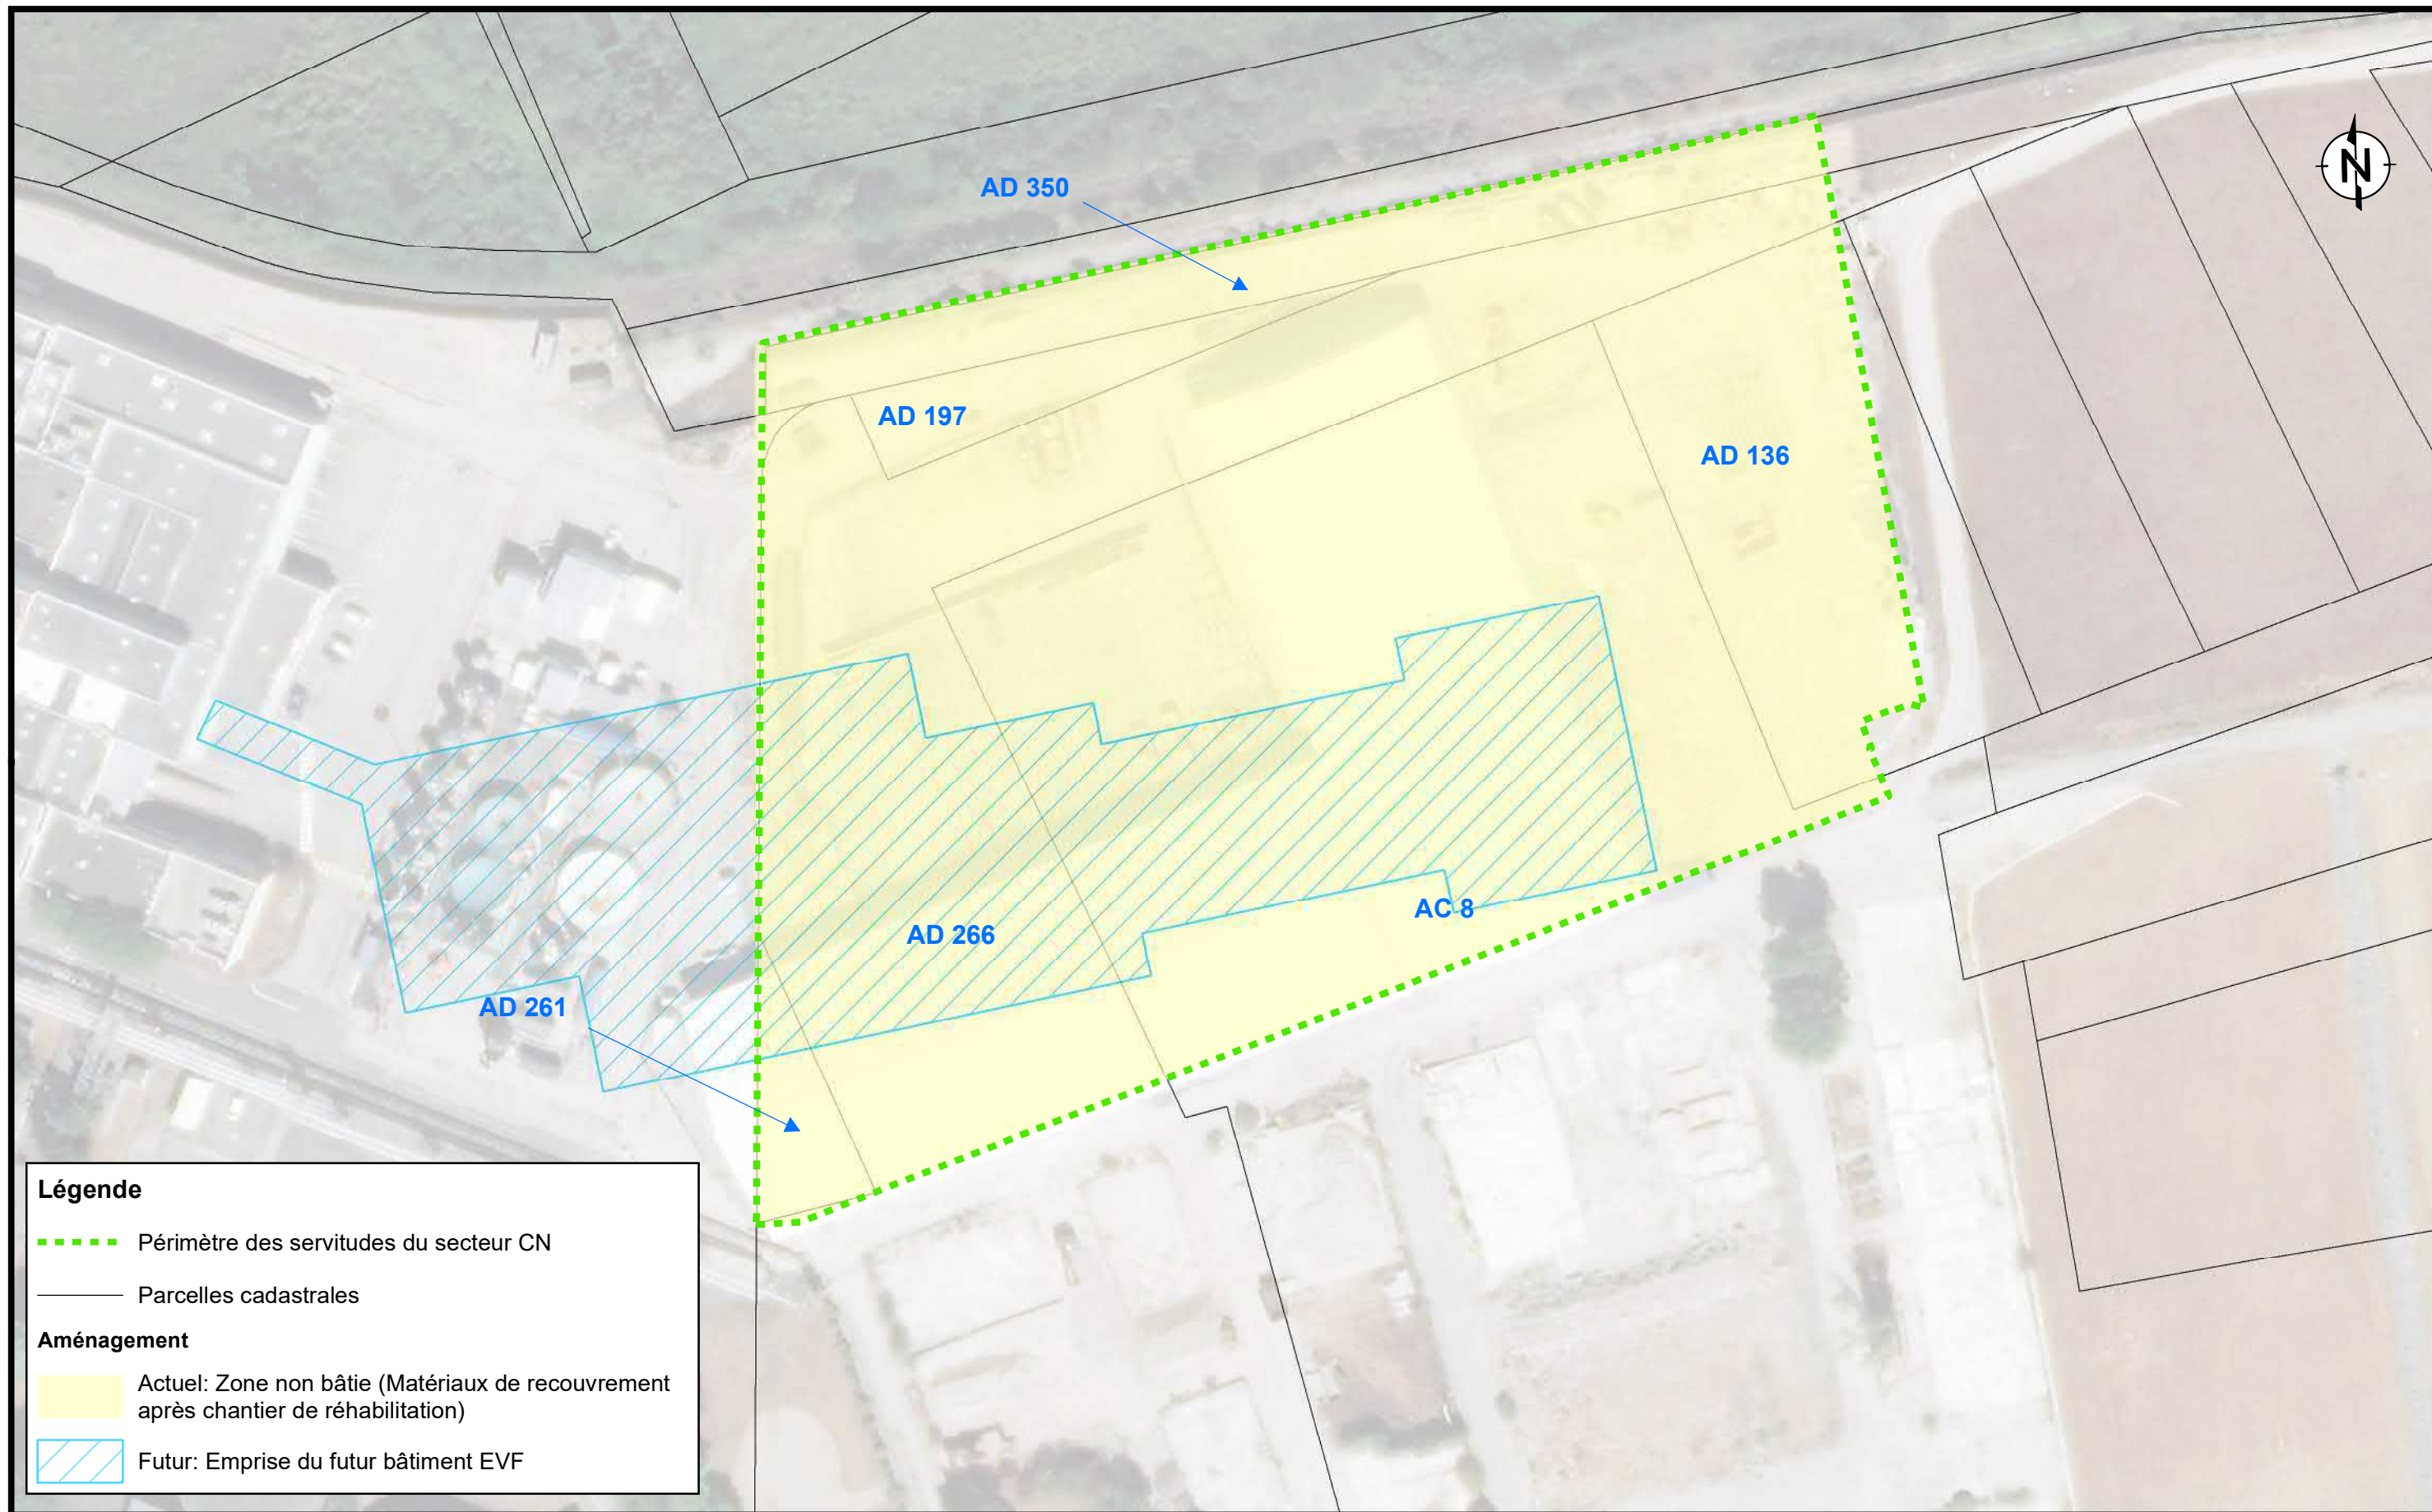 AD 350
N
AD 197
AD 136
AC 8
AD 266
AD 261
Légende
Périmètre des servitudes du secteur CN
Parcelles cadastrales
Aménagement
Actuel: Zone non bâtie (Matériaux de recouvrement
après chantier de réhabilitation)
Futur: Emprise du futur bâtiment EVF